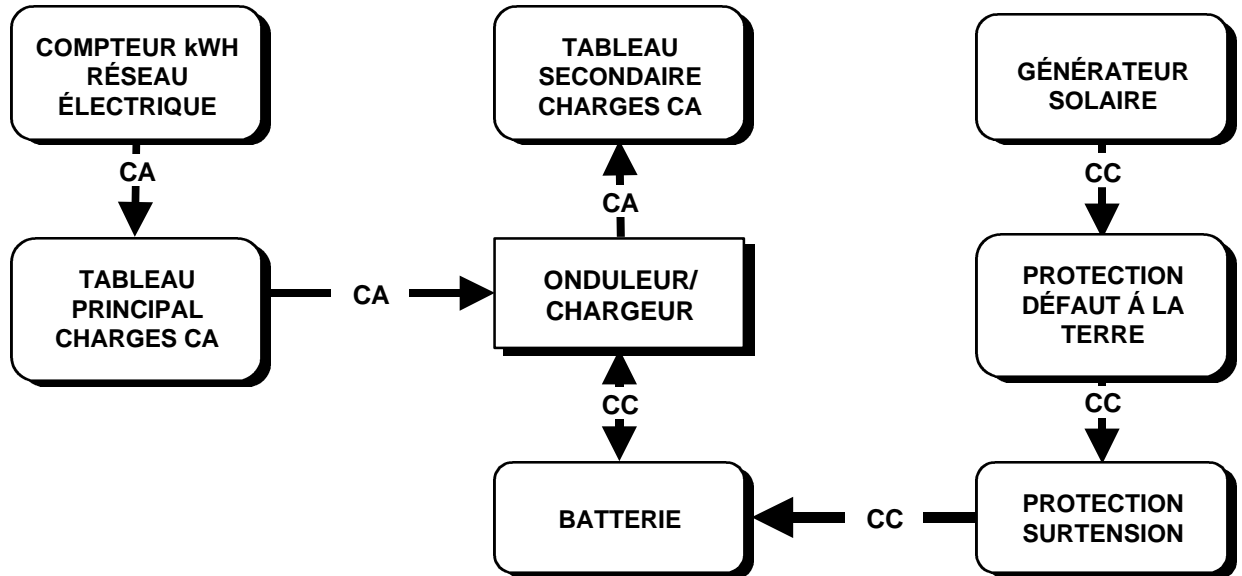 COMPTEUR kWH
RÉSEAU
ÉLECTRIQUE
TABLEAU
SECONDAIRE
CHARGES CA
GÉNÉRATEUR
SOLAIRE
CA
CA
CC
TABLEAU
PRINCIPAL
CHARGES CA
CA
ONDULEUR/
CHARGEUR
PROTECTION
DÉFAUT Á LA
TERRE
CC
CC
BATTERIE
CC
PROTECTION
SURTENSION